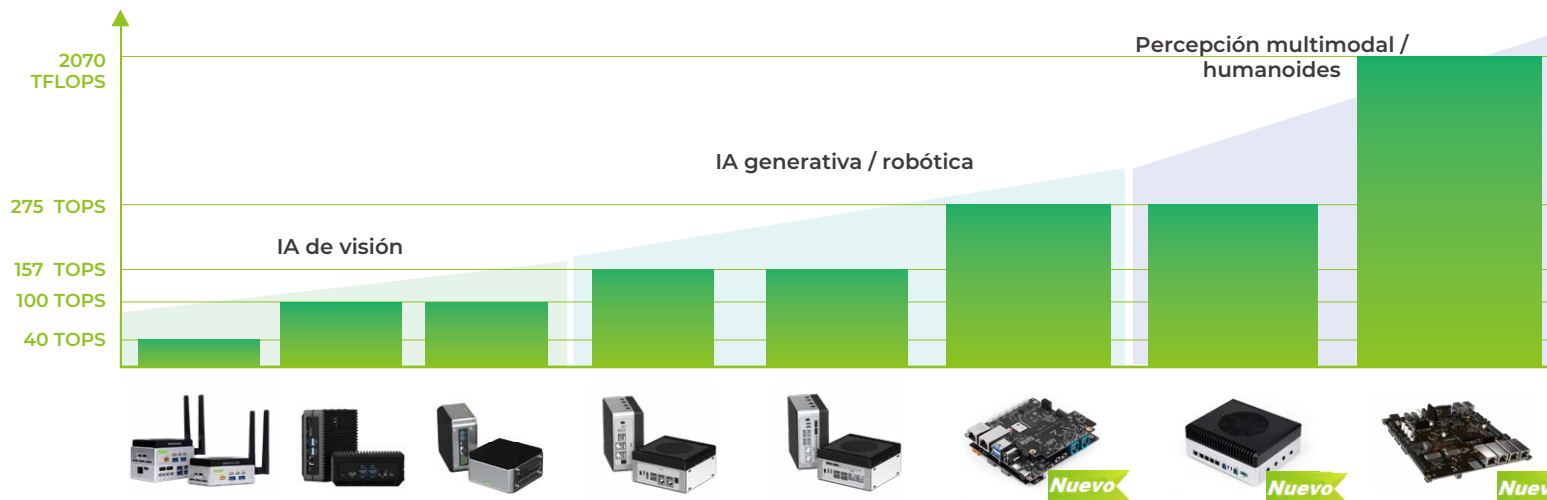 2070
TFLOPS
Percepción multimodal /
humanoides
IA generativa / robótica
275 TOPS
IA de visión
157 TOPS
100 TOPS
40 TOPS
Nuevo
Nuevo
Nuev